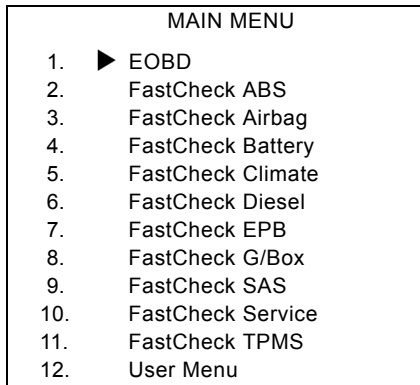 MAIN MENU
1. ▶ EOBD
2. FastCheck ABS
3. FastCheck Airbag
4. FastCheck Battery
5. FastCheck Climate
6. FastCheck Diesel
7. FastCheck EPB
8. FastCheck G/Box
9. FastCheck SAS
10. FastCheck Service
11. FastCheck TPMS
12. User Menu